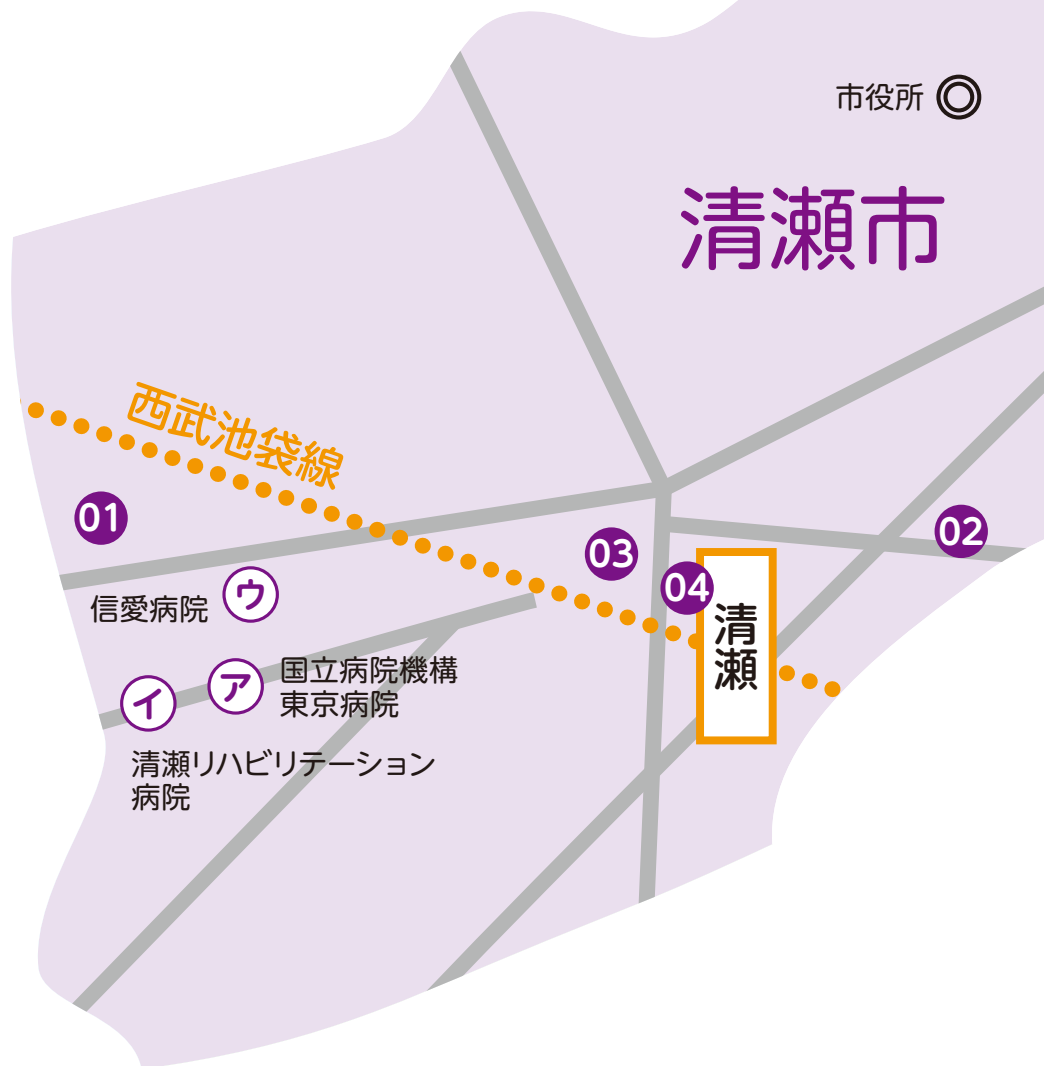 市役所
清瀬市
西武池袋線
01
02
03
04
清瀬
信愛病院
ウ
ア
国立病院機構
東京病院
イ
清瀬リハビリテーション
病院